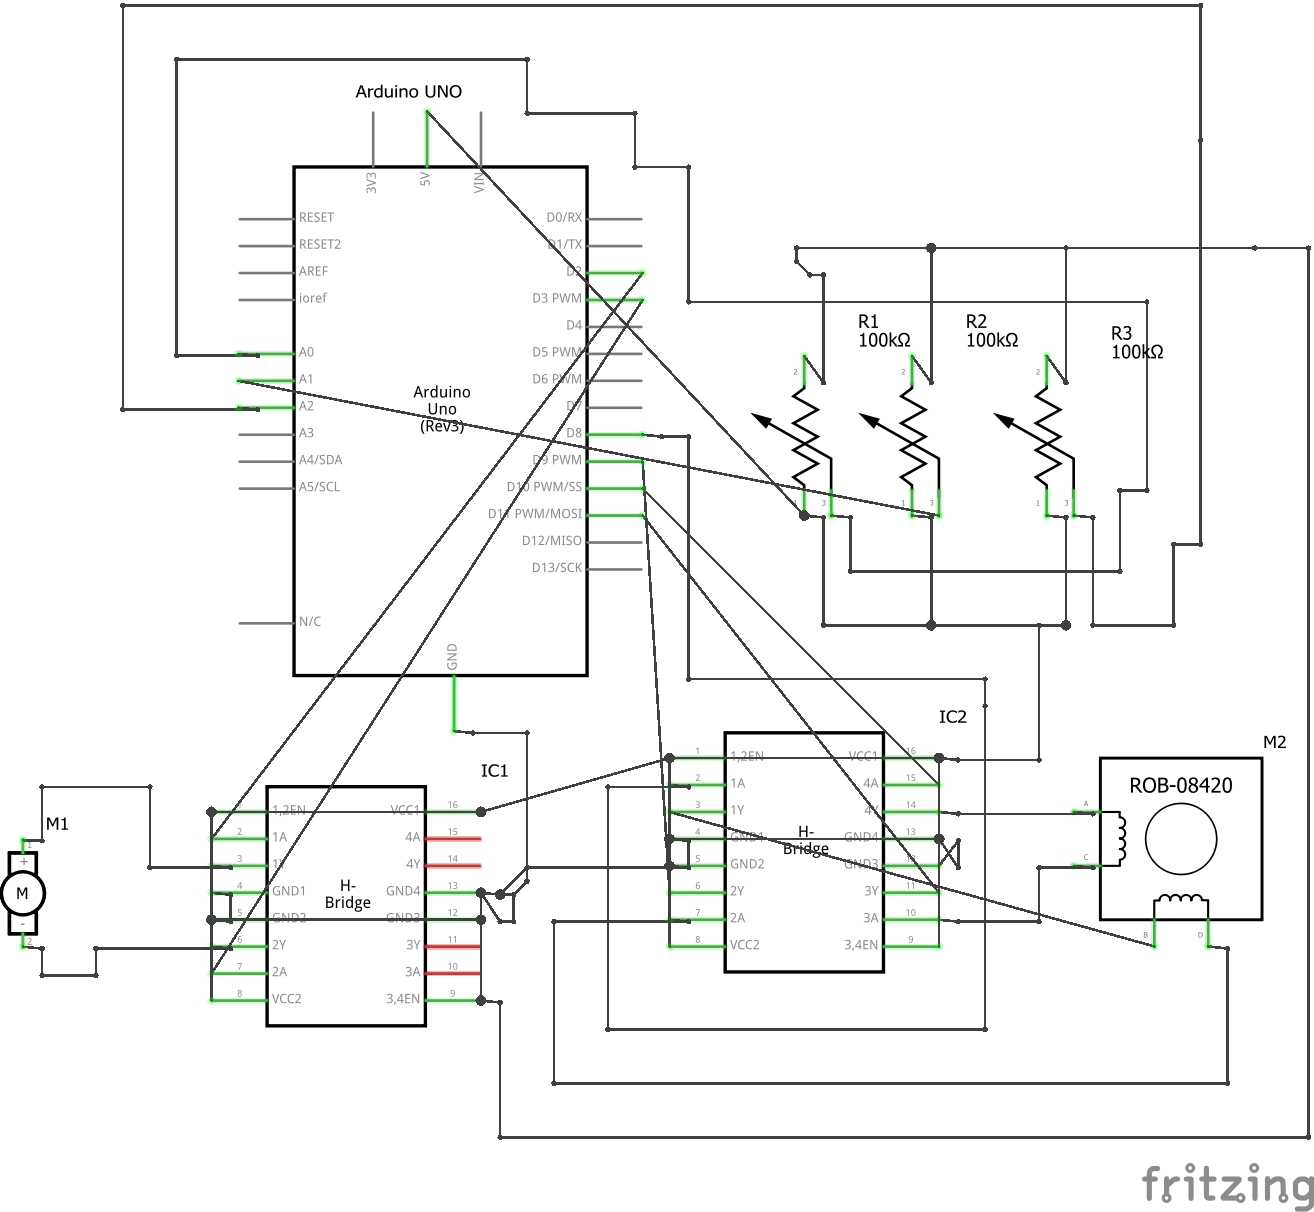 Arduino UNO
3V3
5V
VIN
RESET
D0/RX
RESET2
D1/TX
AREF
D2
ioref
D3 PWM
D4
A0
D5 PWM
A1
D6 PWM
A2
D7
A3
D8
A4/SDA
D9 PWM
A5/SCL
D10 PWM/SS
D11 PWM/MOSI
D12/MISO
D13/SCK
N/C
GND
Arduino
Uno
(Rev3)
R1
100kΩ
R2
100kΩ
R3
100kΩ
2
2
2
1
3
1
3
1
3
IC1
1
1,2EN
VCC1
16
2
1A
4A
15
3
1Y
4Y
14
4
GND1
GND4
13
5
GND2
GND3
12
6
2Y
3Y
11
7
2A
3A
10
8
VCC2
3,4EN
9
H-
Bridge
M1
1
+
M
-
2
IC2
1
1,2EN
VCC1
16
2
1A
4A
15
3
1Y
4Y
14
4
GND1
GND4
13
5
GND2
GND3
12
6
2Y
3Y
11
7
2A
3A
10
8
VCC2
3,4EN
9
H-
Bridge
M2
ROB-08420
A
C
B
D
fritzing